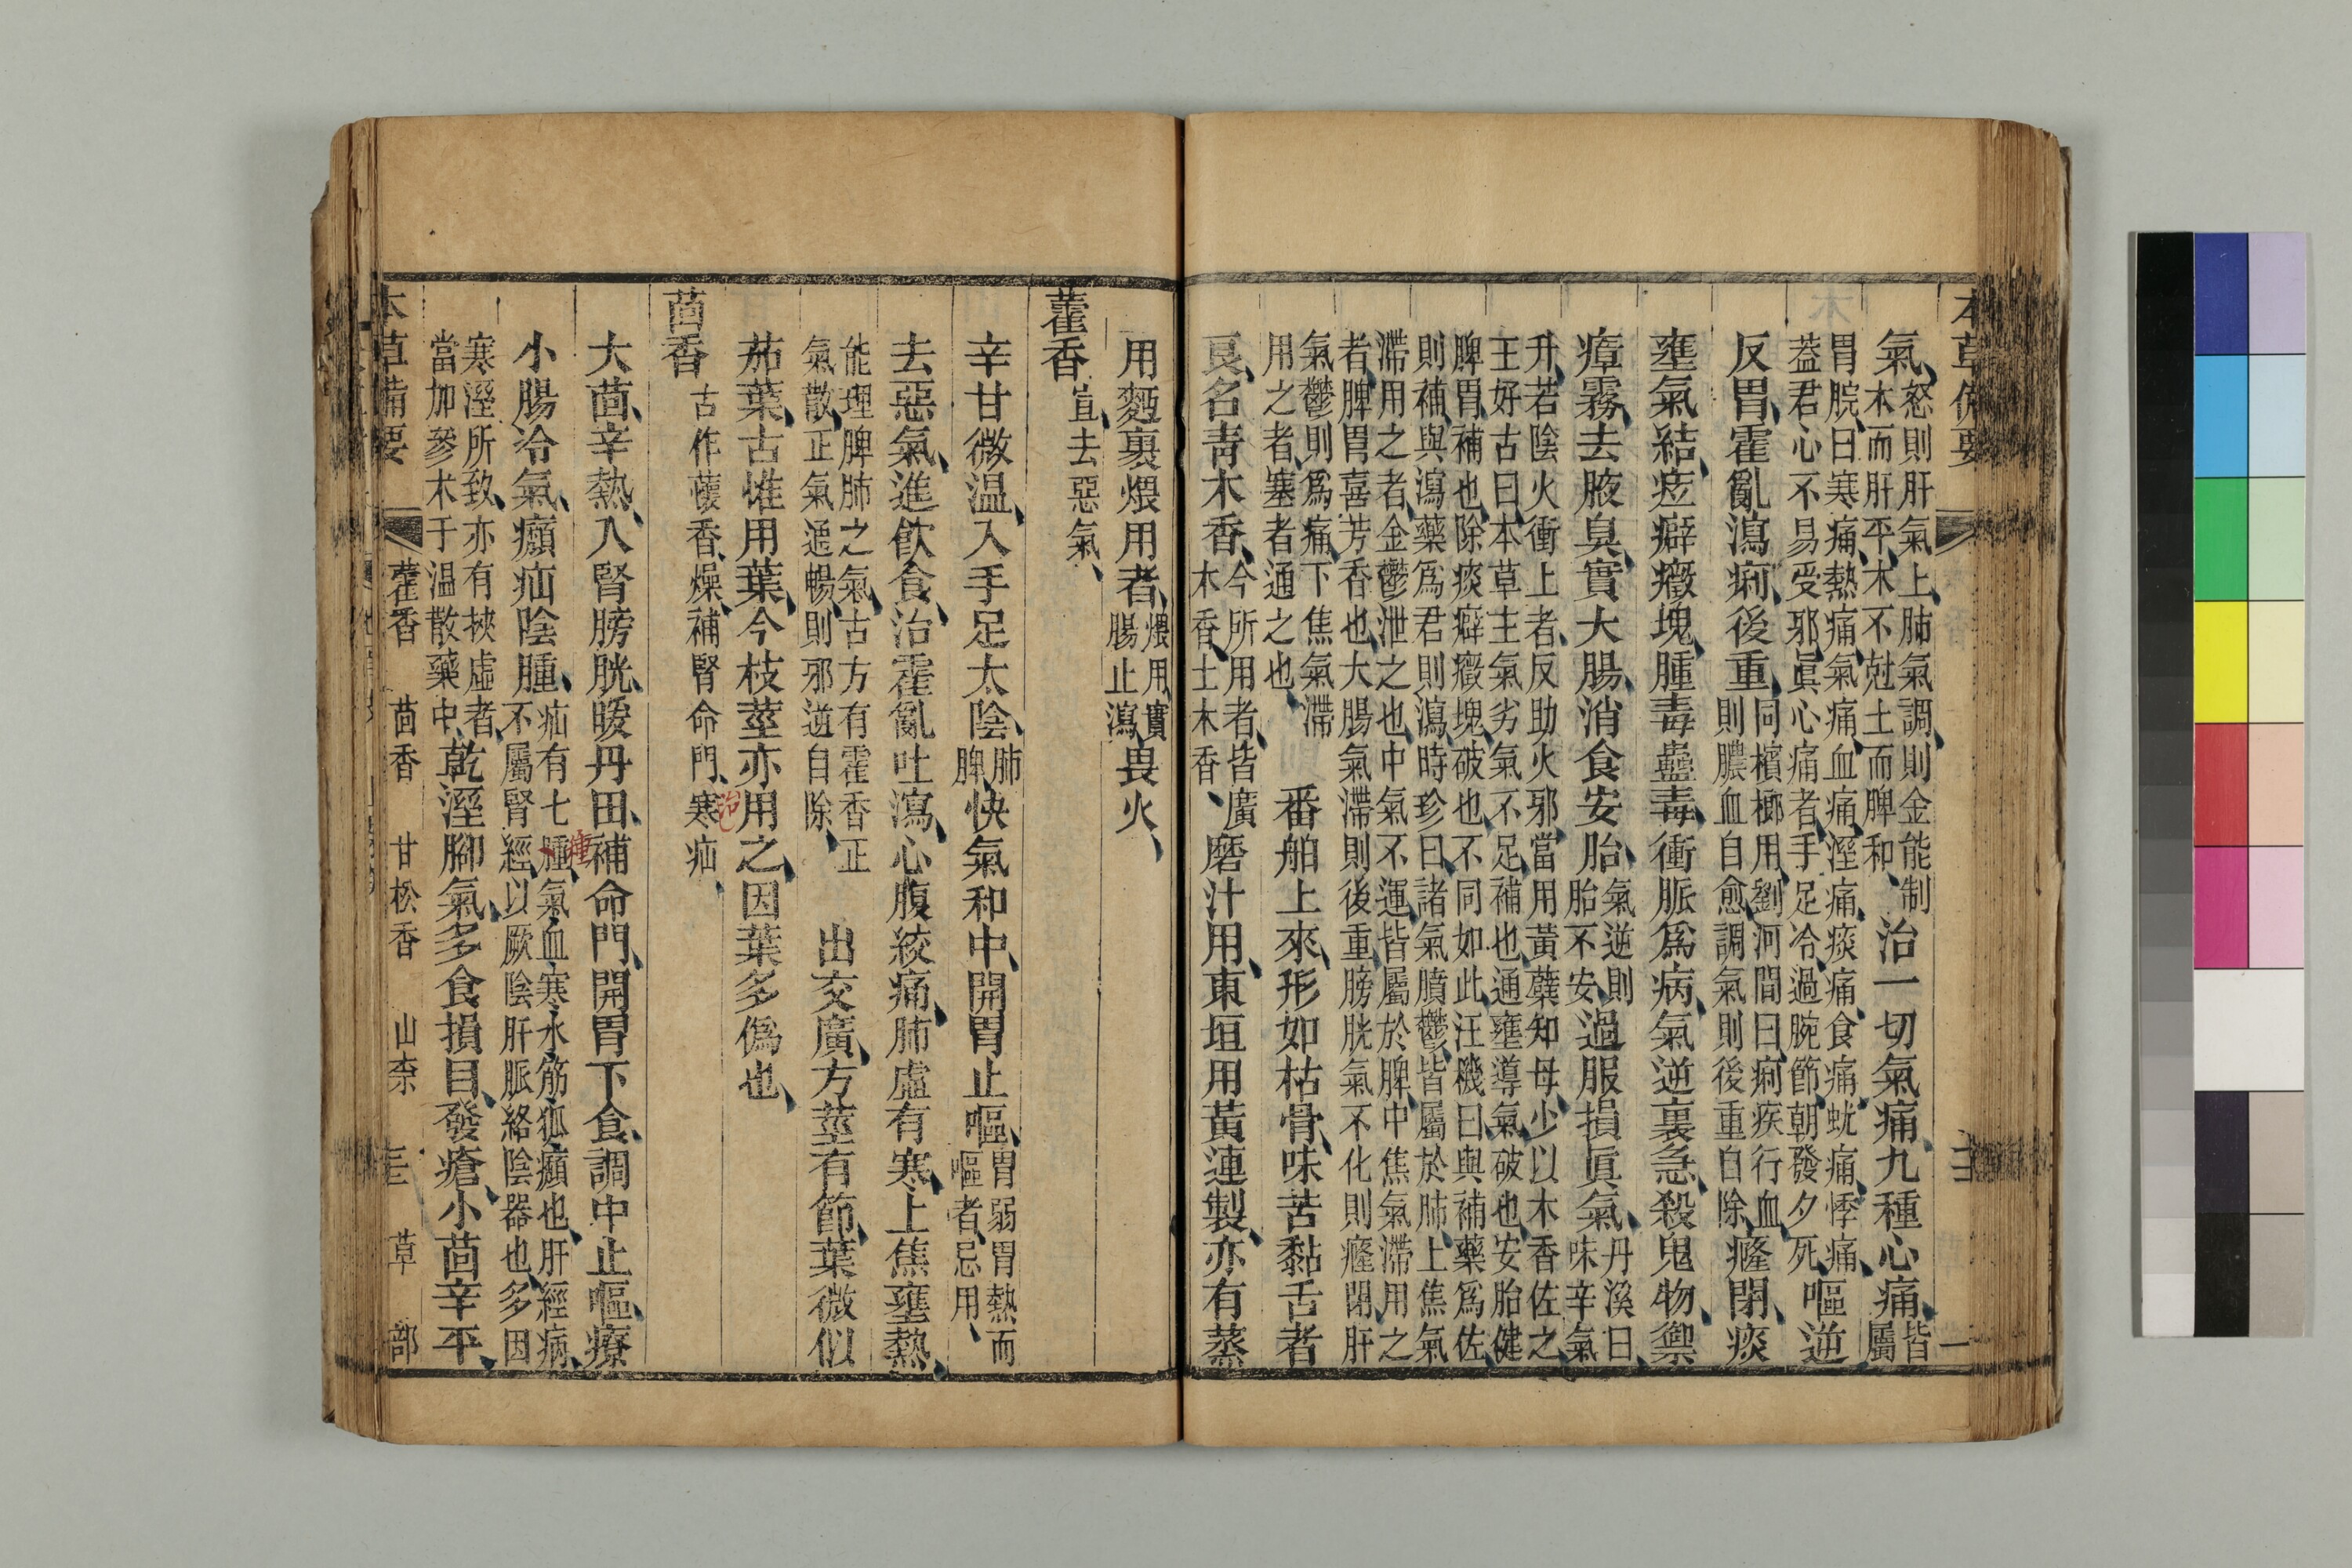 本草備要
氣怒則肝氣上肺氣調則金能制
木而肝平木不尅土而脾和治一切氣痛九種心痛皆屬
胃脘曰寒痛熱痛氣痛血痛溼痛痰痛食痛蚘痛悸痛
葢君心不易受邪眞心痛者手足冷過腕節朝發夕死嘔逆
反胃霍亂瀉痢後重同檳榔用劉河間曰痢疾行血
則膿血自愈調氣則後重自除癃閉痰
壅氣結痃癖癥塊腫毒蠱毒衝脈爲病氣逆裏急殺鬼物禦
瘴霧去腋臭實大腸消食安胎氣逆則
胎不安過服損眞氣丹溪曰
味辛氣
升若陰火衝上者反助火邪當用黃蘗知母少以木香佐之
王好古曰本草主氣劣氣不足補也通壅導氣破也安胎健
脾胃補也除痰癖癥塊破也不同如此汪機曰與補藥爲佐
則補與瀉藥爲君則瀉時珍曰諸氣膹鬱皆屬於肺上焦氣
滯用之者金鬱泄之也中氣不運皆屬於脾中焦氣滯用之
者脾胃喜芳香也大腸氣滯則後重膀胱氣不化則癃閉肝
氣鬱則爲痛下焦氣滯
用之者塞者通之也番舶上來形如枯骨味苦黏舌者
良名靑木香今所用者皆廣
木香土木香磨汁用東垣用黃連製亦有蒸
用麪裏煨用者煨用實
腸止瀉畏火
藿香宣去惡氣
辛甘微温入手足太陰肺
脾快氣和中開胃止嘔胃弱胃熱而
嘔者忌用
去惡氣進飮食治霍亂吐瀉心腹絞痛肺虛有寒上焦壅熱
能理脾肺之氣古方有霍香正
氣散正氣通暢則邪逆自除出交廣方莖有節葉微似
茄葉古惟用葉今枝莖亦用之因葉多僞也
茴香古作蘹香燥補腎命門治寒疝
大茴辛熱入腎膀胱暖丹田補命門開胃下食調中止嘔療
小腸冷氣㿗疝陰腫疝有七腫種氣血寒水筋狐㿗也肝經病
不屬腎經以厥陰肝脈絡陰器也多因
寒溼所致亦有挾虛者
當加參朮于温散藥中乾溼腳氣多食損目發瘡小茴辛平
本草備要 藿香 茴香 甘松香 山柰 草部